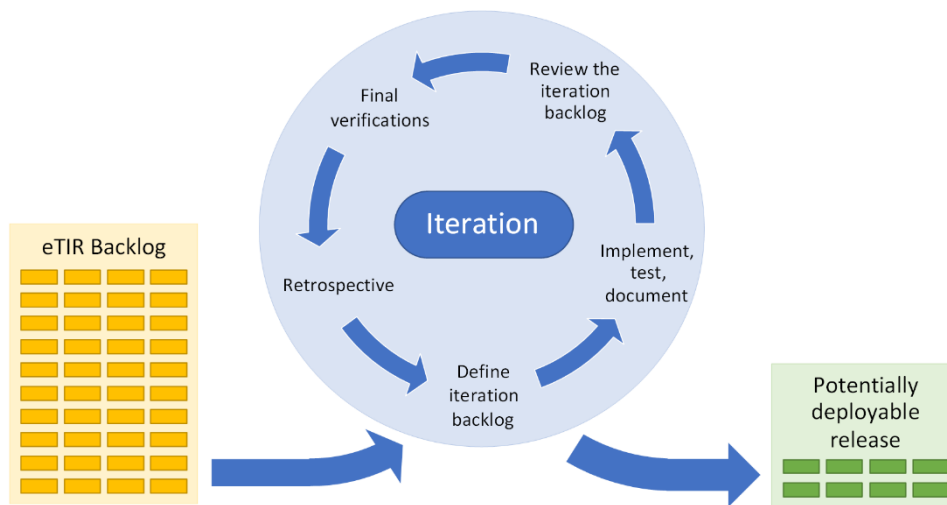 eTIR Backlog
Iteration
Define
iteration
backlog
Implement,
test,
document
Review the
iteration
backlog
Final
verifications
Retrospective
Potentially
deployable
release